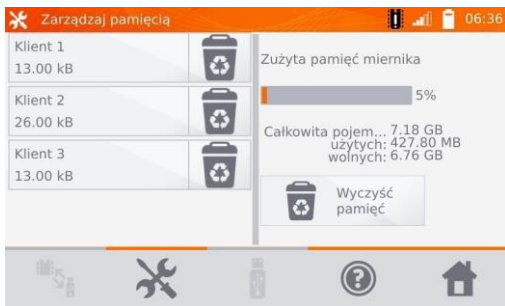 Zarządzaj pamięcią
06:36
Klient 1
13.00 kB
Klient 2
26.00 kB
Klient 3
13.00 kB
Zużyta pamięć miernika
5%
Całkowita pojem... 7.18 GB
użytych: 427.80 MB
wolnych: 6.76 GB
Wyczyść
pamięć